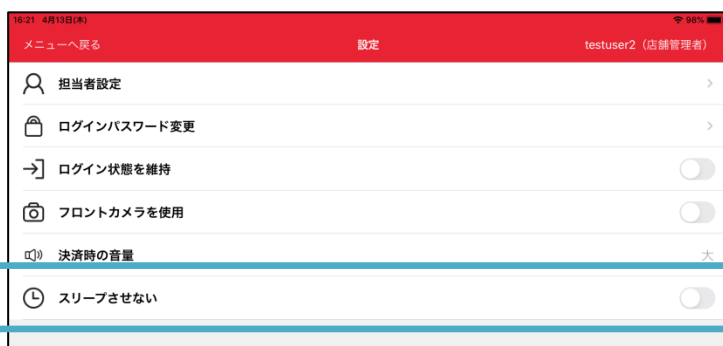 16:21 4月13日(木) 98%
メニューへ戻る 設定 testuser2（店舗管理者）
担当者設定
ログインパスワード変更
ログイン状態を維持
フロントカメラを使用
決済時の音量 大
スリープさせない